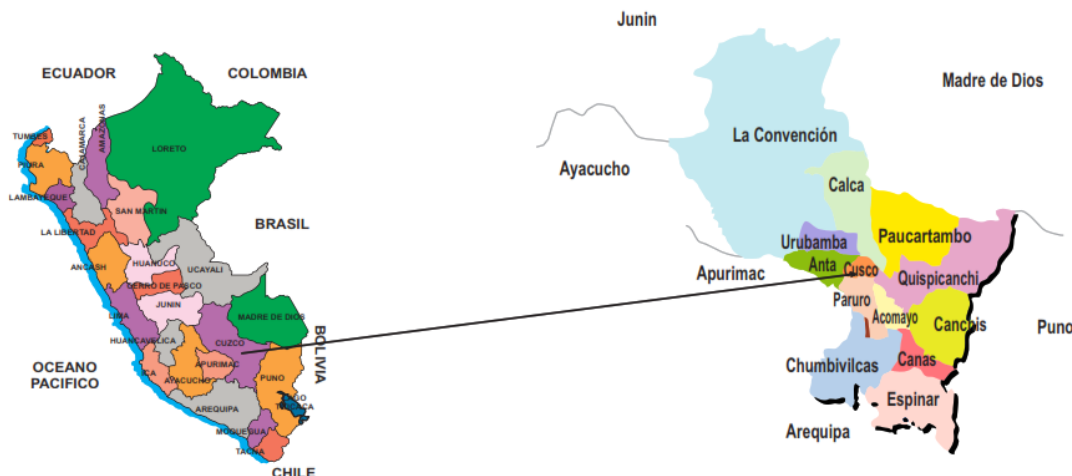 ECUADOR
COLOMBIA
TUMBES
PIURA
CAJAMARCA
AMAZONAS
LORETO
LAMBAYEQUE
SAN MARTIN
LA LIBERTAD
BRASIL
ANCASH
HUANUCO
UCAYALI
CERRO DE PASCO
LIMA
JUNIN
MADRE DE DIOS
HUANCAVELICA
CUZCO
BOLIVIA
OCEANO
PACIFICO
ICA
AYACUCHO
APURIMAC
PUNO
LAGO
TITICACA
AREQUIPA
MOQUEGUA
TACNA
CHILE
Junin
Madre de Dios
La Convención
Ayacucho
Calca
Urubamba
Paucartambo
Apurimac
Anta
Cusco
Quispicanchi
Paruro
Acomayo
Canchis
Puno
Chumbivilcas
Canas
Espinar
Arequipa